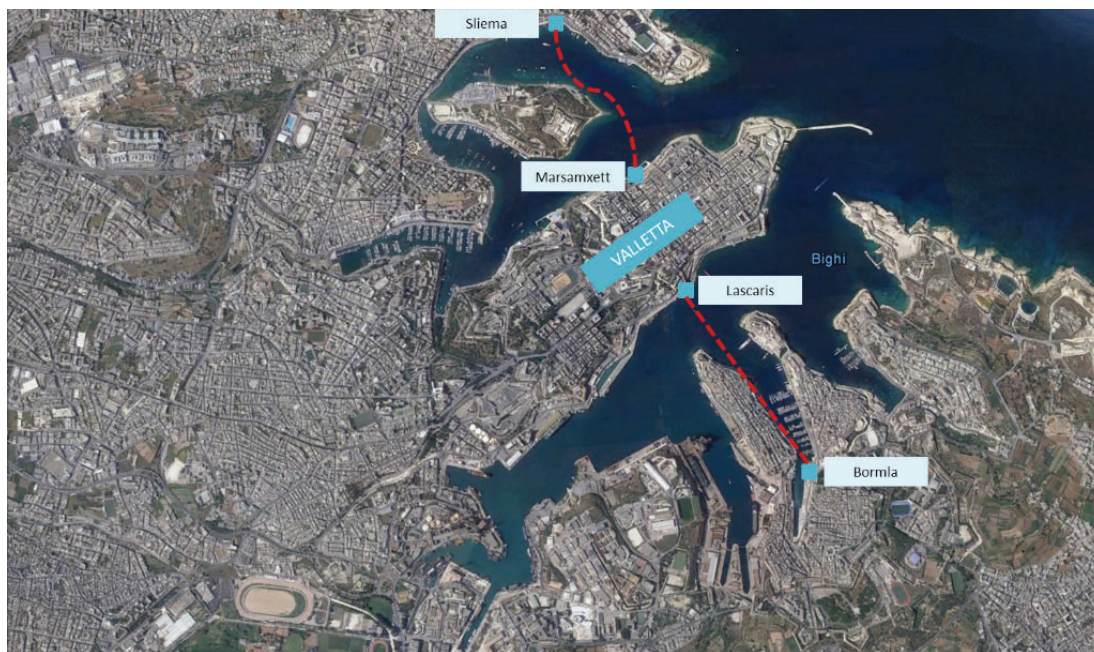 Sliema
Marsamxett
VALLETTA
Bighi
Lascaris
Bormla